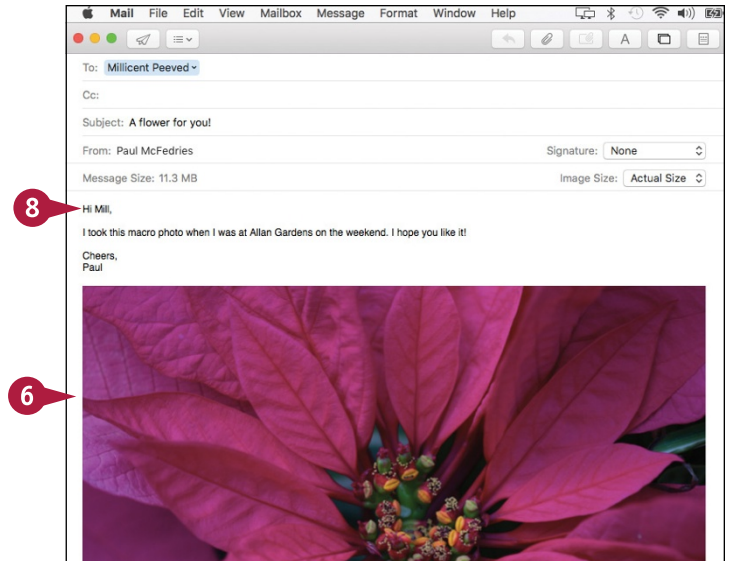 Mail File Edit View Mailbox Message Format Window Help
A
To: Millicent Peeved
Cc:
Subject: A flower for you!
From: Paul McFedries Signature: None
Message Size: 11.3 MB Image Size: Actual Size
8
Hi Mill,
I took this macro photo when I was at Allan Gardens on the weekend. I hope you like it!
Cheers,
Paul
6